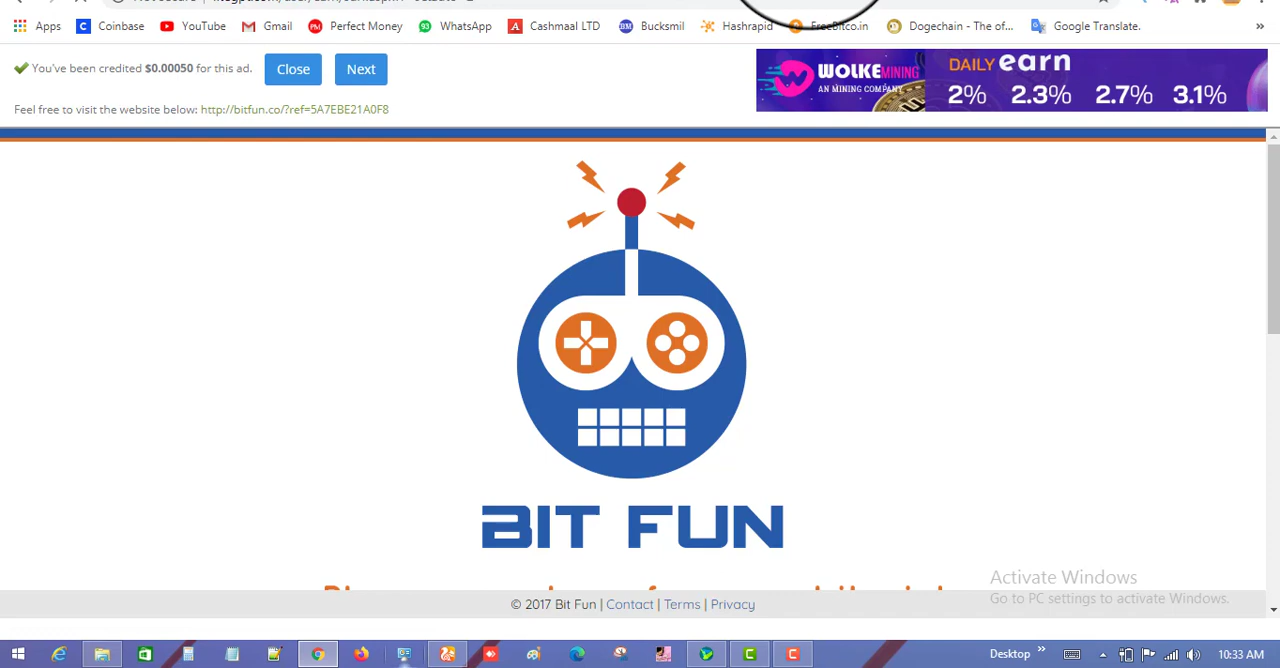 Apps Coinbase YouTube Gmail Perfect Money WhatsApp Cashmaal LTD Bucksmil Hashrapid FreeBitco.in Dogechain - The of... Google Translate. »
You've been credited $0.00050 for this ad. Close Next
Feel free to visit the website below: http://bitfun.co/?ref=5A7EBE21A0F8
WOLKEMINING
AN MINING COMPANY
DAILY earn
2% 2.3% 2.7% 3.1%
BIT FUN
© 2017 Bit Fun | Contact | Terms | Privacy
Activate Windows
Go to PC settings to activate Windows.
Desktop » 10:33 AM